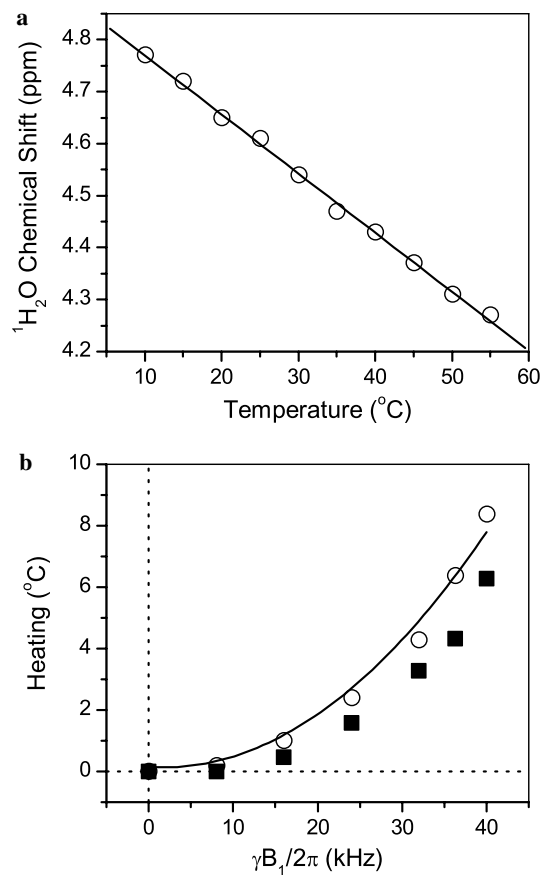 a
4.8
4.7
4.6
4.5
4.4
4.3
4.2
¹H₂O Chemical Shift (ppm)
10 20 30 40 50 60
Temperature (°C)
b
10
8
6
4
2
0
Heating (°C)
0 10 20 30 40
γB₁/2π (kHz)